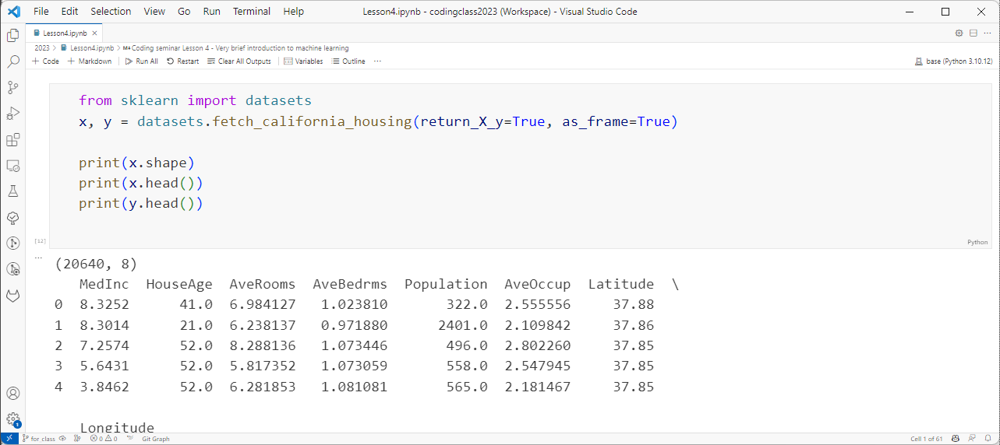 File Edit Selection View Go Run Terminal Help Lesson4.ipynb - codingclass2023 (Workspace) - Visual Studio Code
Lesson4.ipynb
2023 > Lesson4.ipynb > M↓Coding seminar Lesson 4 - Very brief introduction to machine learning
+ Code + Markdown Run All Restart Clear All Outputs Variables Outline ... base (Python 3.10.12)
from sklearn import datasets
x, y = datasets.fetch_california_housing(return_X_y=True, as_frame=True)
print(x.shape)
print(x.head())
print(y.head())
[12] Python
... (20640, 8)
MedInc HouseAge AveRooms AveBedrms Population AveOccup Latitude \
0 8.3252 41.0 6.984127 1.023810 322.0 2.555556 37.88
1 8.3014 21.0 6.238137 0.971880 2401.0 2.109842 37.86
2 7.2574 52.0 8.288136 1.073446 496.0 2.802260 37.85
3 5.6431 52.0 5.817352 1.073059 558.0 2.547945 37.85
4 3.8462 52.0 6.281853 1.081081 565.0 2.181467 37.85
Longitude
1
for_class 0 0 Git Graph Cell 1 of 61